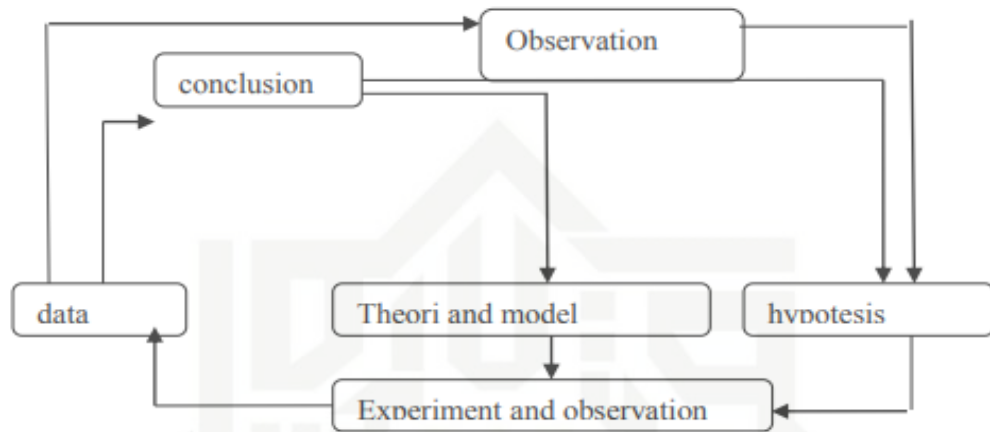 Observation
conclusion
data
Theori and model
hypotesis
Experiment and observation